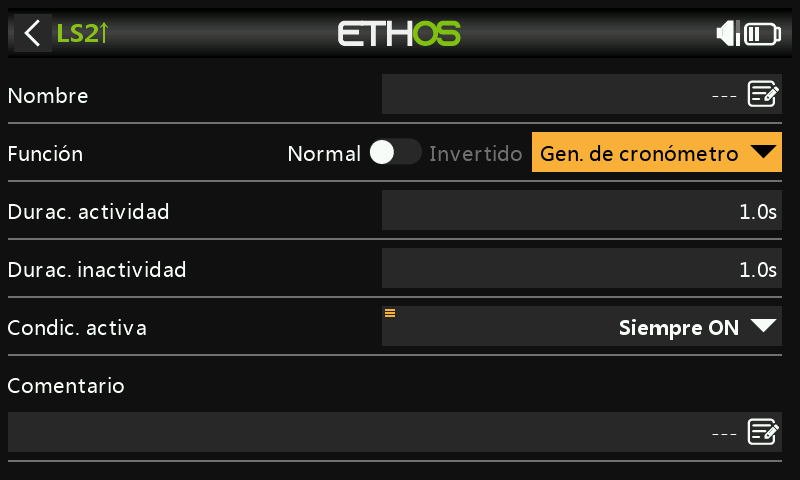 LS2↑ ETHOS
Nombre ---
Función Normal Invertido Gen. de cronómetro
Durac. actividad 1.0s
Durac. inactividad 1.0s
Condic. activa Siempre ON
Comentario
---